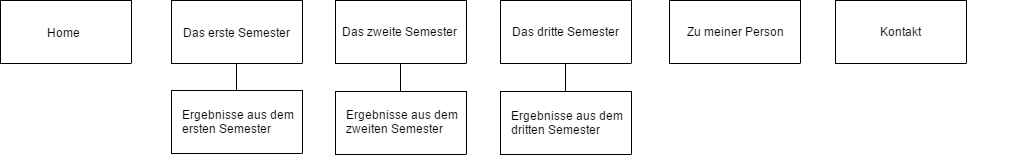 Home
Das erste Semester
Das zweite Semester
Das dritte Semester
Zu meiner Person
Kontakt
Ergebnisse aus dem
ersten Semester
Ergebnisse aus dem
zweiten Semester
Ergebnisse aus dem
dritten Semester